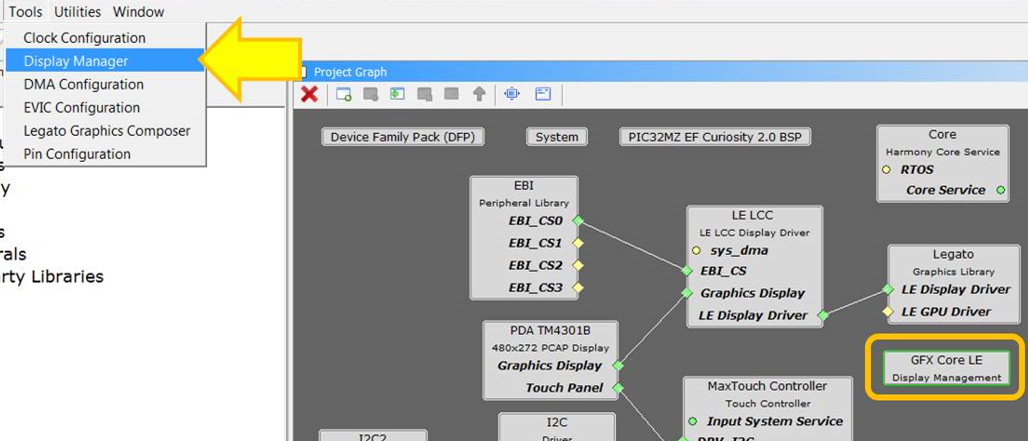 Tools Utilities Window
Clock Configuration
Display Manager
DMA Configuration
EVIC Configuration
Legato Graphics Composer
Pin Configuration
y
s
rals
rty Libraries
Project Graph
Device Family Pack (DFP)
System
PIC32MZ EF Curiosity 2.0 BSP
Core
Harmony Core Service
RTOS
Core Service
EBI
Peripheral Library
EBI_CS0
EBI_CS1
EBI_CS2
EBI_CS3
LE LCC
LE LCC Display Driver
sys_dma
EBI_CS
Graphics Display
LE Display Driver
Legato
Graphics Library
LE Display Driver
LE GPU Driver
GFX Core LE
Display Management
PDA TM4301B
480x272 PCAP Display
Graphics Display
Touch Panel
MaxTouch Controller
Touch Controller
Input System Service
DRV_I2C
I2C
Driver
I2C2